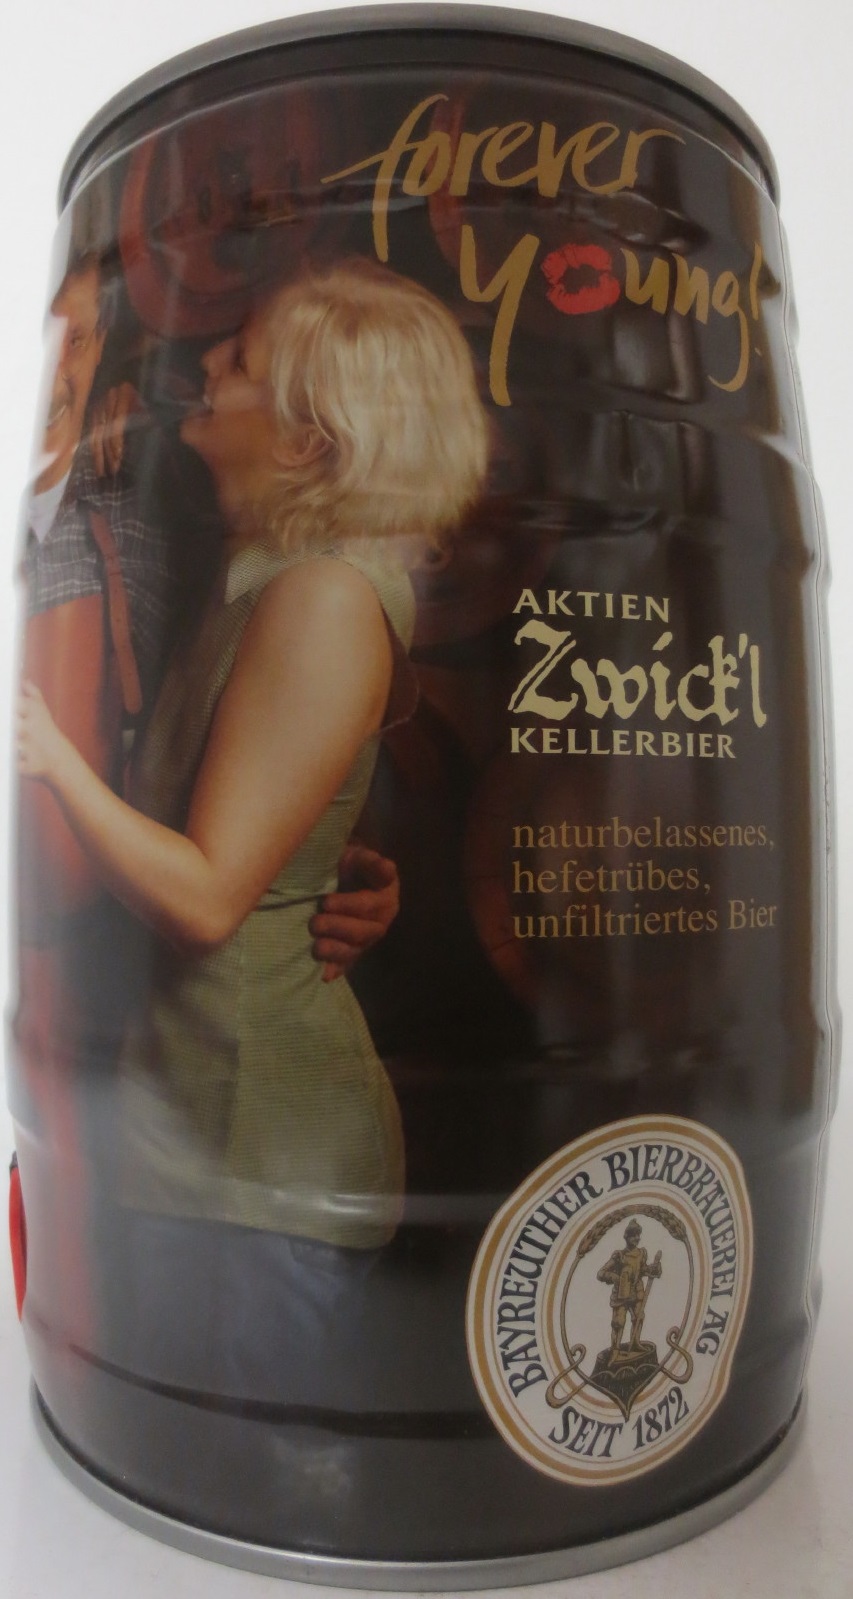 forever
young!
AKTIEN
Zwick'l
KELLERBIER
naturbelassenes,
hefetrübes,
unfiltriertes Bier
BAYREUTHER BIERBRAUEREI AG
SEIT 1872